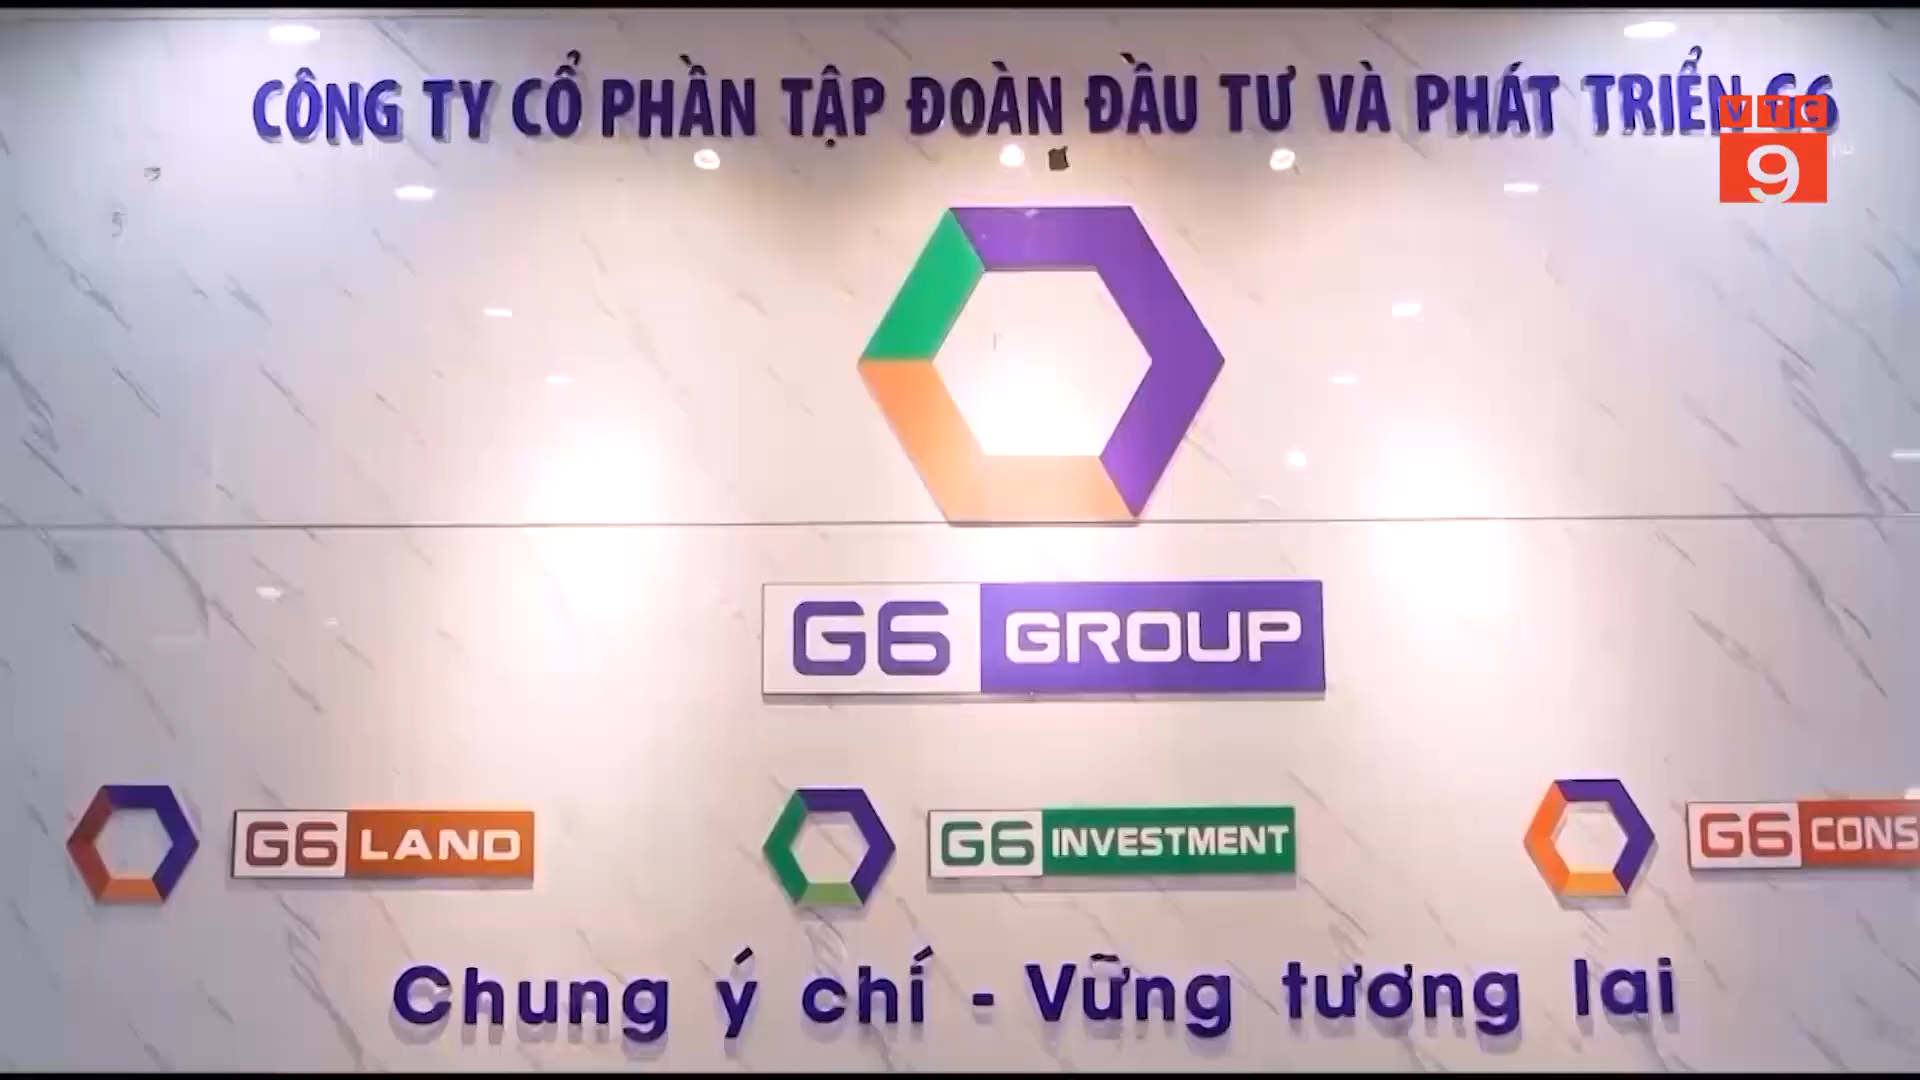 CÔNG TY CỔ PHẦN TẬP ĐOÀN ĐẦU TƯ VÀ PHÁT TRIỂN G6
VTC
9
G6 GROUP
G6 LAND
G6 INVESTMENT
G6 CONS
Chung ý chí - Vững tương lai